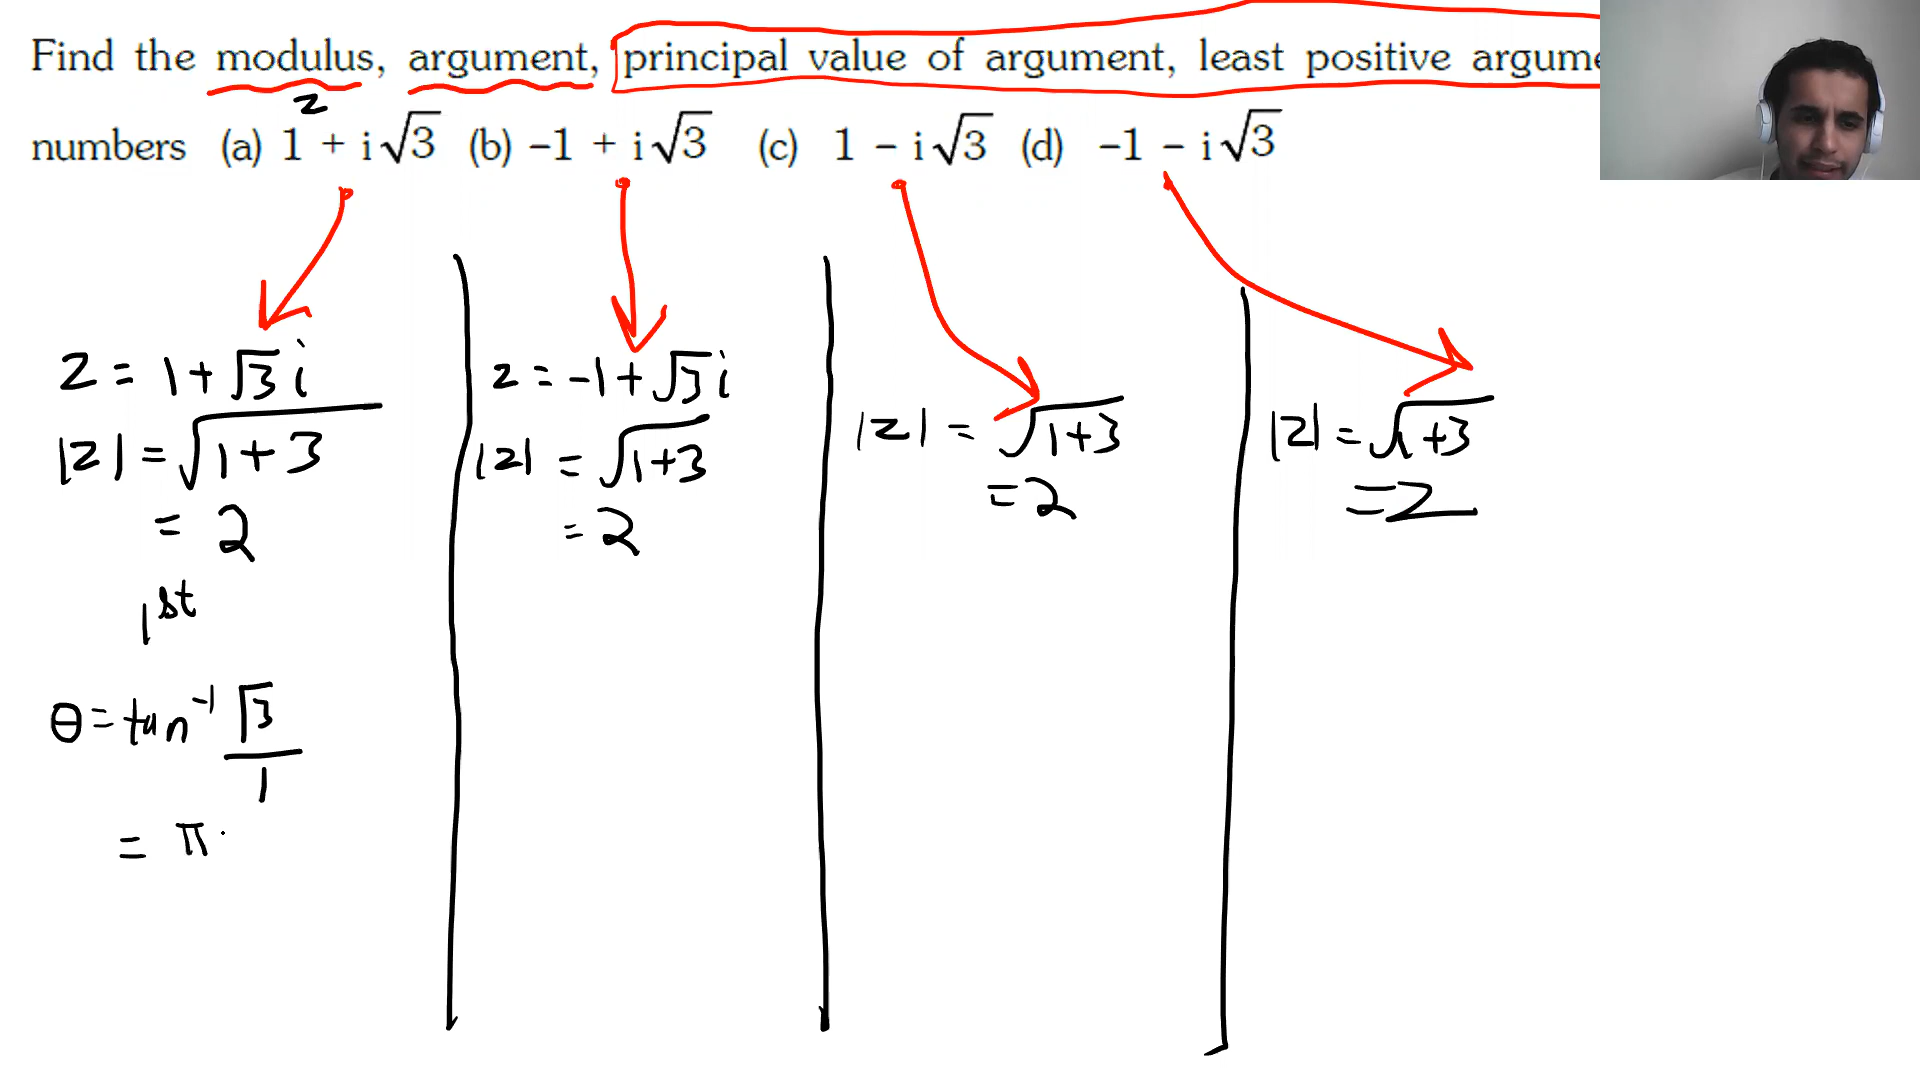 Find the modulus, argument, principal value of argument, least positive argume
z
numbers (a) 1 + i√3 (b) –1 + i√3 (c) 1 – i√3 (d) –1 – i√3
z = 1+√3 i
|z| = √1+3
= 2
1st
θ = tan⁻¹ √3/1
= π
z = -1+√3 i
|z| = √1+3
= 2
|z| = √1+3
= 2
|z| = √1+3
= 2